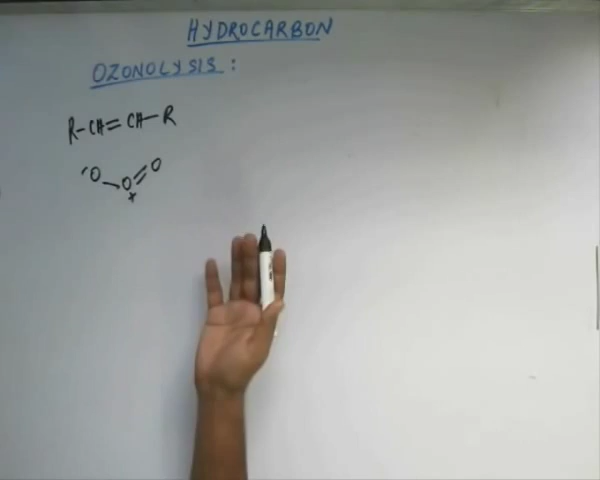 HYDROCARBON
OZONOLYSIS :
R-CH=CH-R
-O-O=O
+